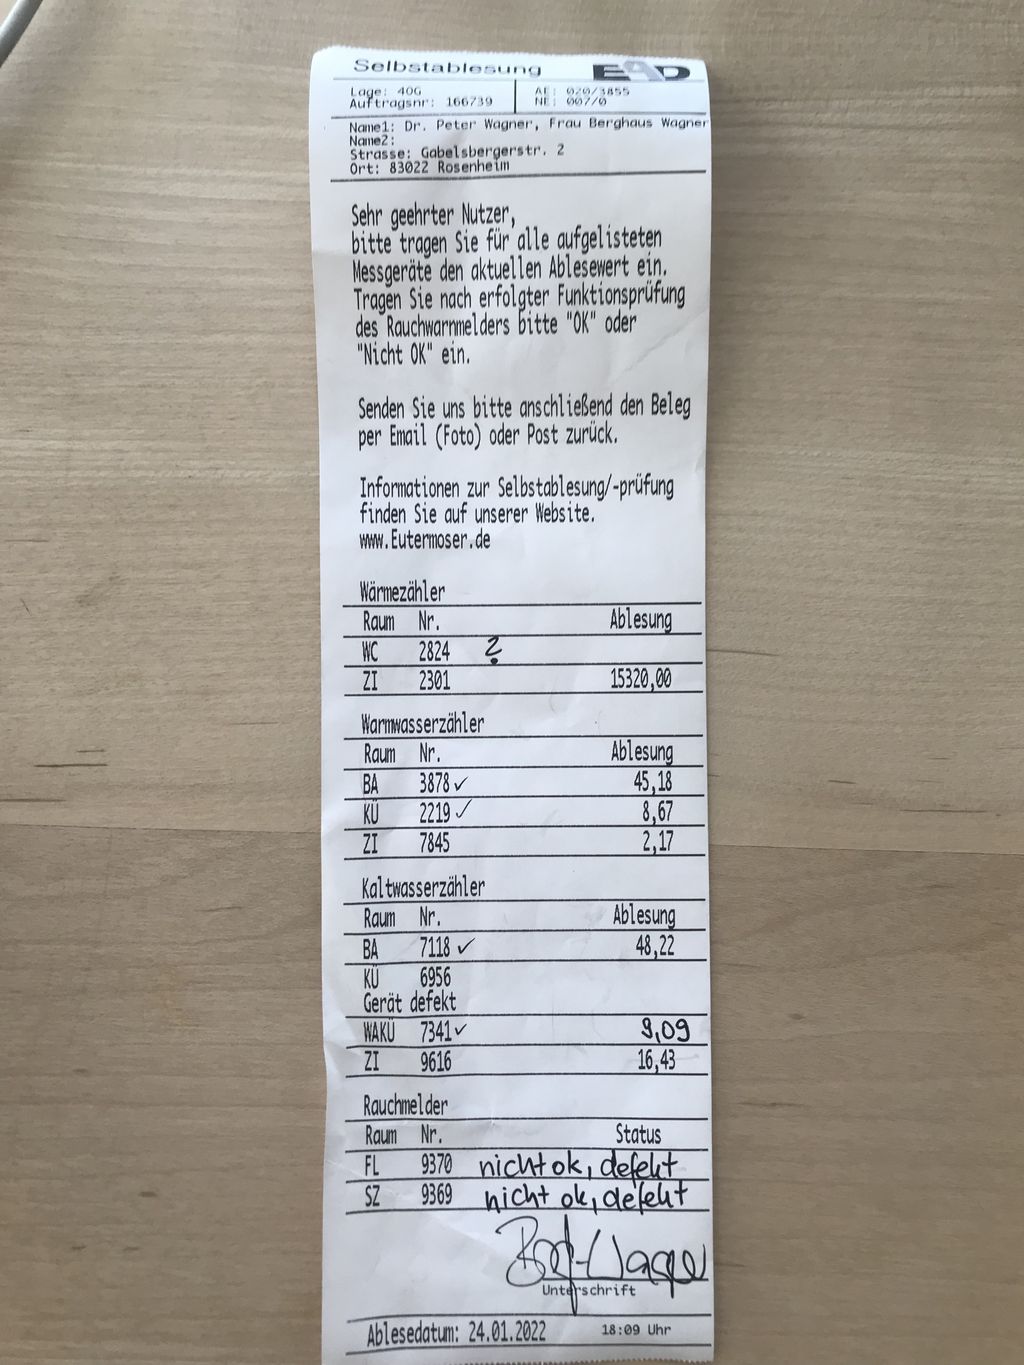 Selbstablesung EAD
Lage: 40G AE: 020/3855
Auftragsnr: 166739 NE: 007/0
Name1: Dr. Peter Wagner, Frau Berghaus Wagner
Name2:
Strasse: Gabelsbergerstr. 2
Ort: 83022 Rosenheim
Sehr geehrter Nutzer,
bitte tragen Sie für alle aufgelisteten
Messgeräte den aktuellen Ablesewert ein.
Tragen Sie nach erfolgter Funktionsprüfung
des Rauchwarnmelders bitte "OK" oder
"Nicht OK" ein.
Senden Sie uns bitte anschließend den Beleg
per Email (Foto) oder Post zurück.
Informationen zur Selbstablesung/-prüfung
finden Sie auf unserer Website.
www.Eutermoser.de
Wärmezähler
Raum Nr. Ablesung
WC 2824 ?
ZI 2301 15320,00
Warmwasserzähler
Raum Nr. Ablesung
BA 3878 ✓ 45,18
KÜ 2219 ✓ 8,67
ZI 7845 2,17
Kaltwasserzähler
Raum Nr. Ablesung
BA 7118 ✓ 48,22
KÜ 6956
Gerät defekt
WAKÜ 7341 ✓ 9,09
ZI 9616 16,43
Rauchmelder
Raum Nr. Status
FL 9370 nicht ok, defekt
SZ 9369 nicht ok, defekt
Unterschrift
Ablesedatum: 24.01.2022 18:09 Uhr